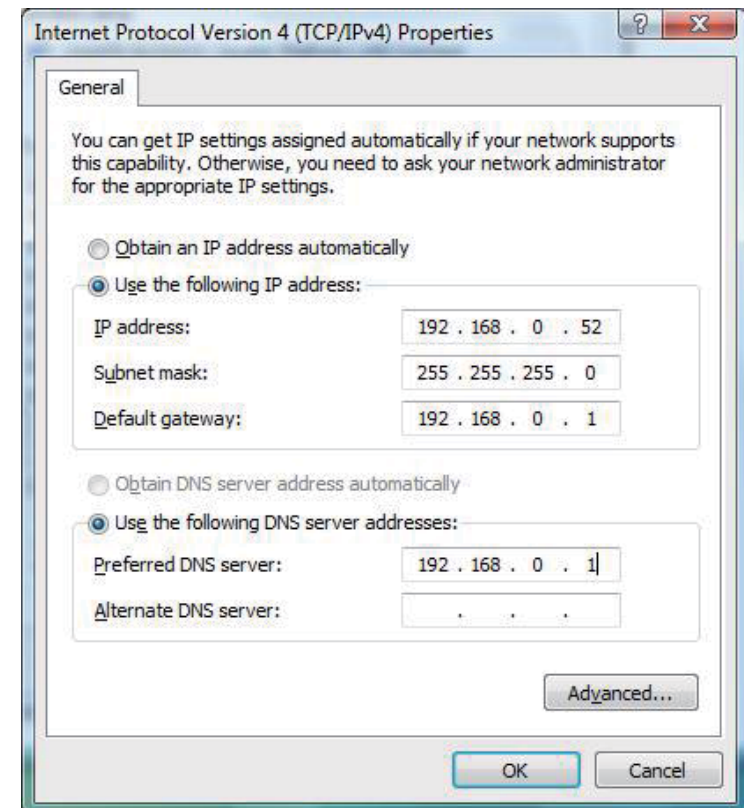 Internet Protocol Version 4 (TCP/IPv4) Properties
?
X
General
You can get IP settings assigned automatically if your network supports
this capability. Otherwise, you need to ask your network administrator
for the appropriate IP settings.
Obtain an IP address automatically
Use the following IP address:
IP address: 192 . 168 . 0 . 52
Subnet mask: 255 . 255 . 255 . 0
Default gateway: 192 . 168 . 0 . 1
Obtain DNS server address automatically
Use the following DNS server addresses:
Preferred DNS server: 192 . 168 . 0 . 1
Alternate DNS server: . . .
Advanced...
OK Cancel